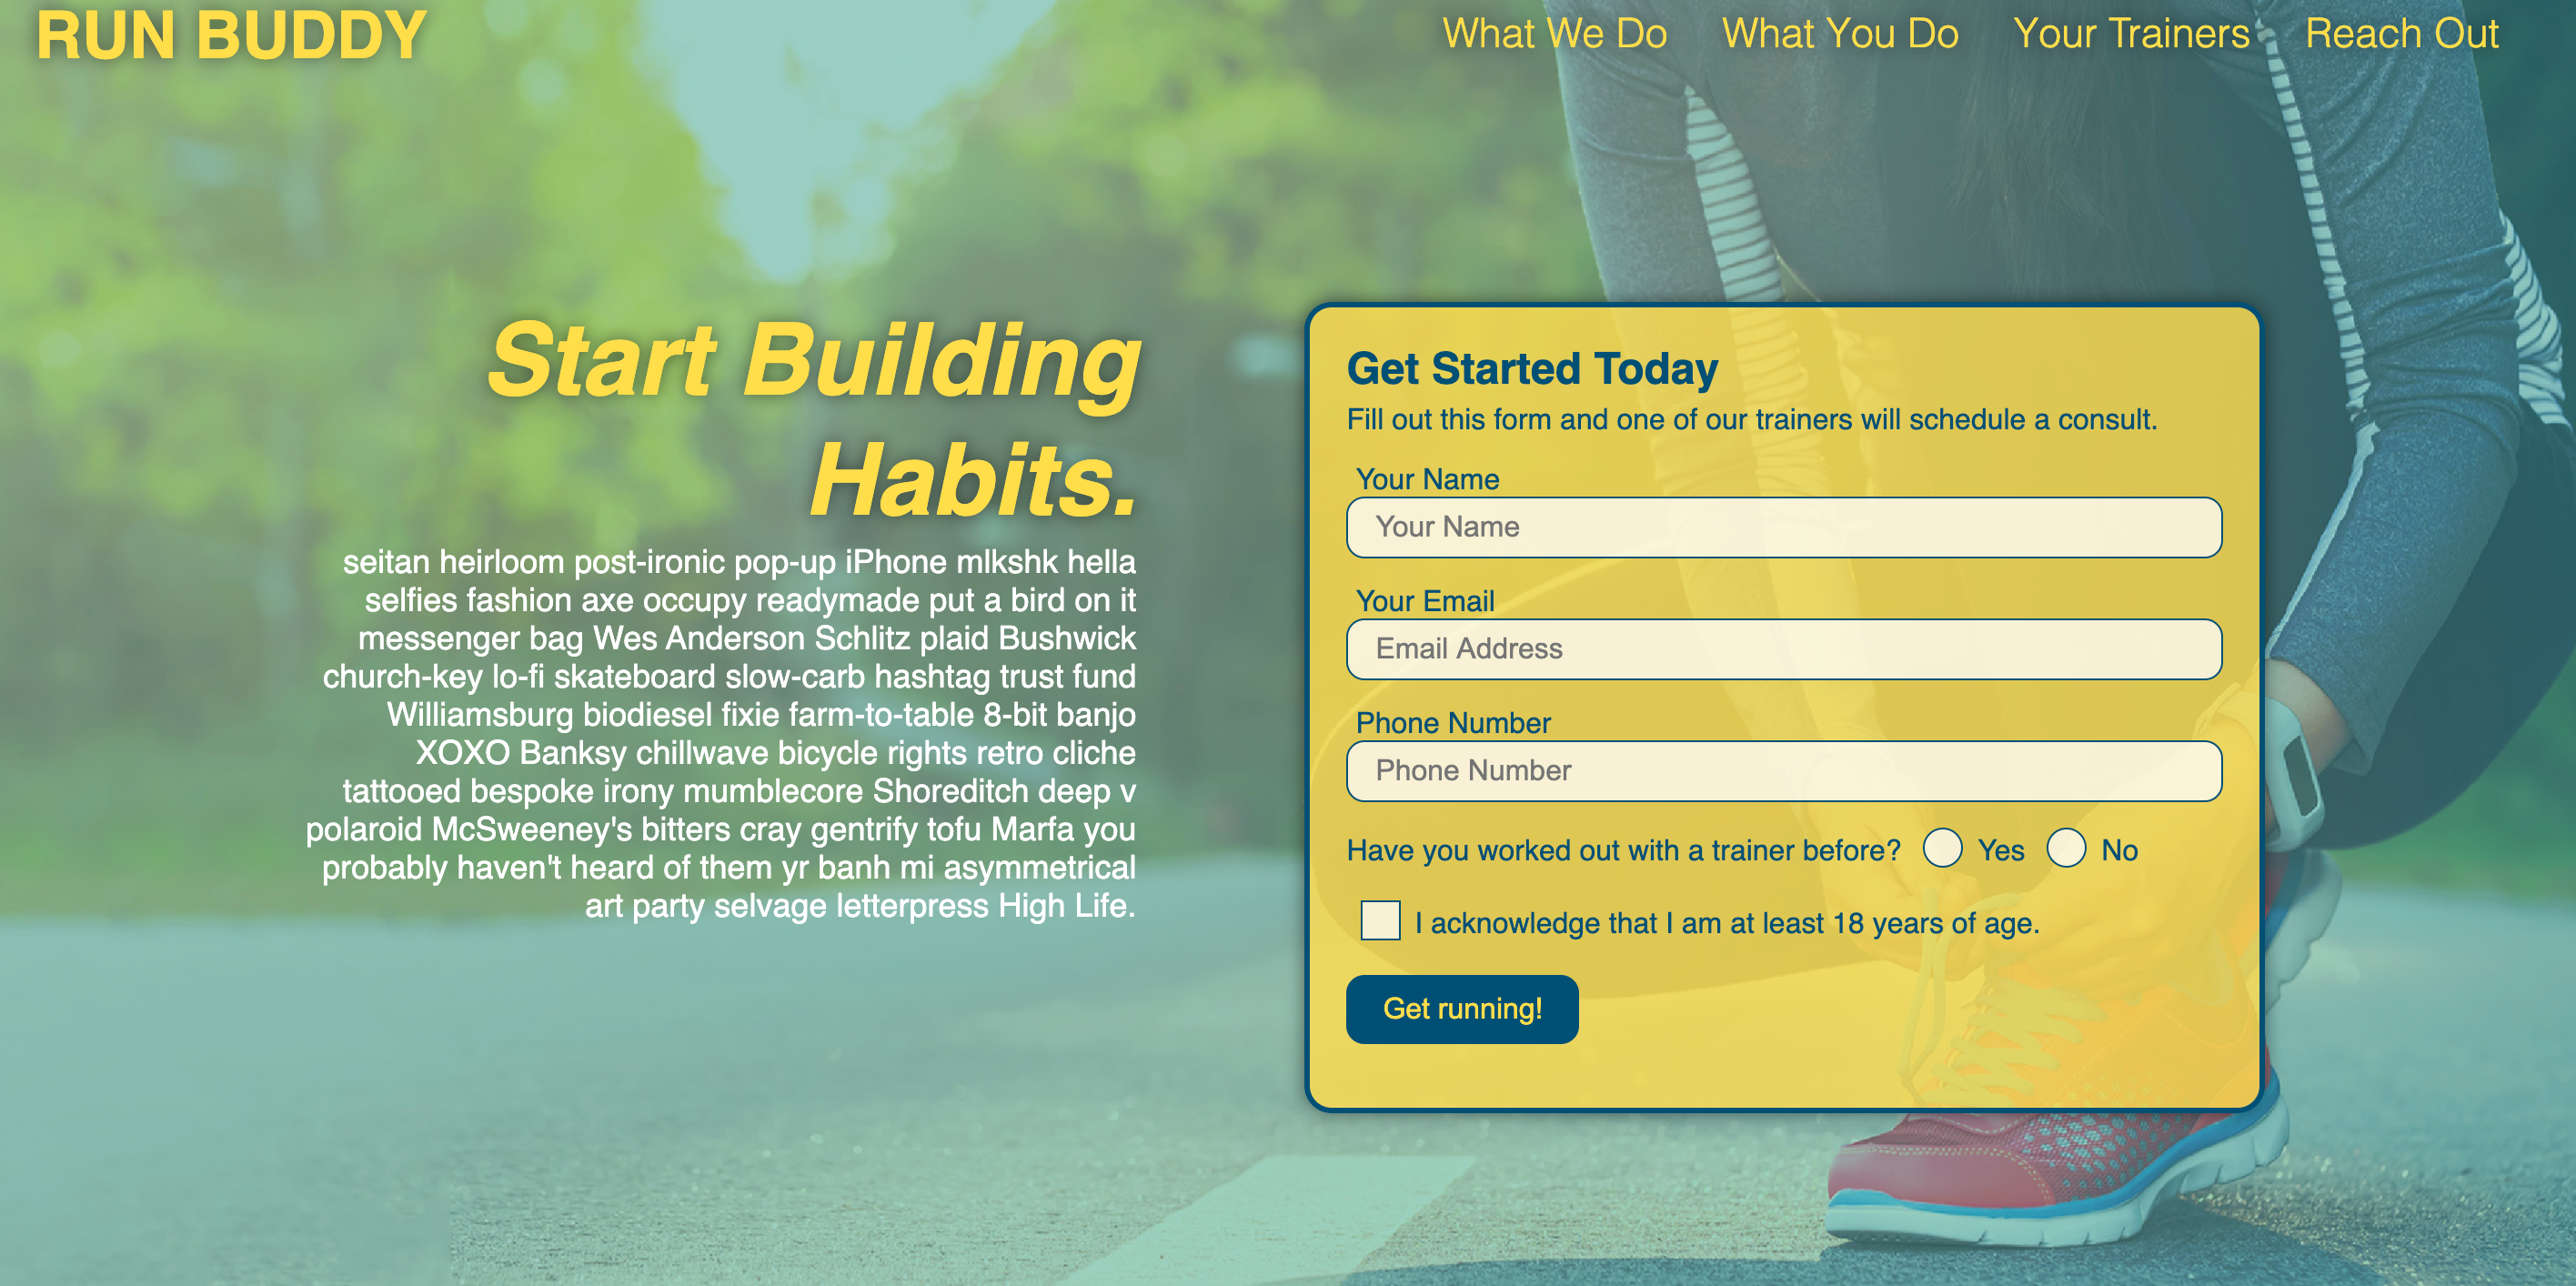 RUN BUDDY
What We Do
What You Do
Your Trainers
Reach Out
Start Building
Habits.
seitan heirloom post-ironic pop-up iPhone mlkshk hella
selfies fashion axe occupy readymade put a bird on it
messenger bag Wes Anderson Schlitz plaid Bushwick
church-key lo-fi skateboard slow-carb hashtag trust fund
Williamsburg biodiesel fixie farm-to-table 8-bit banjo
XOXO Banksy chillwave bicycle rights retro cliche
tattooed bespoke irony mumblecore Shoreditch deep v
polaroid McSweeney's bitters cray gentrify tofu Marfa you
probably haven't heard of them yr banh mi asymmetrical
art party selvage letterpress High Life.
Get Started Today
Fill out this form and one of our trainers will schedule a consult.
Your Name
Your Name
Your Email
Email Address
Phone Number
Phone Number
Have you worked out with a trainer before? Yes No
I acknowledge that I am at least 18 years of age.
Get running!